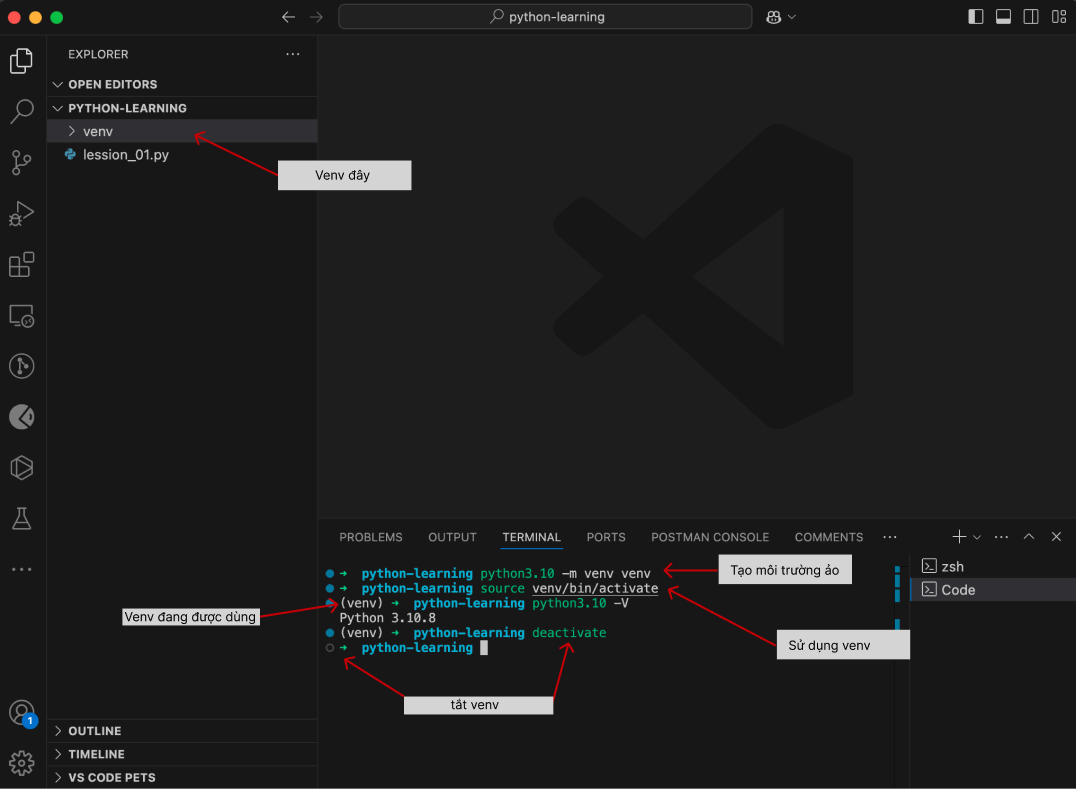 python-learning
EXPLORER
OPEN EDITORS
PYTHON-LEARNING
venv
lession_01.py
Venv đây
PROBLEMS OUTPUT TERMINAL PORTS POSTMAN CONSOLE COMMENTS
python-learning python3.10 -m venv venv
Tạo môi trường ảo
python-learning source venv/bin/activate
(venv) ➜ python-learning python3.10 -V
Venv đang được dùng
Python 3.10.8
(venv) ➜ python-learning deactivate
Sử dụng venv
python-learning
tắt venv
zsh
Code
1
OUTLINE
TIMELINE
VS CODE PETS